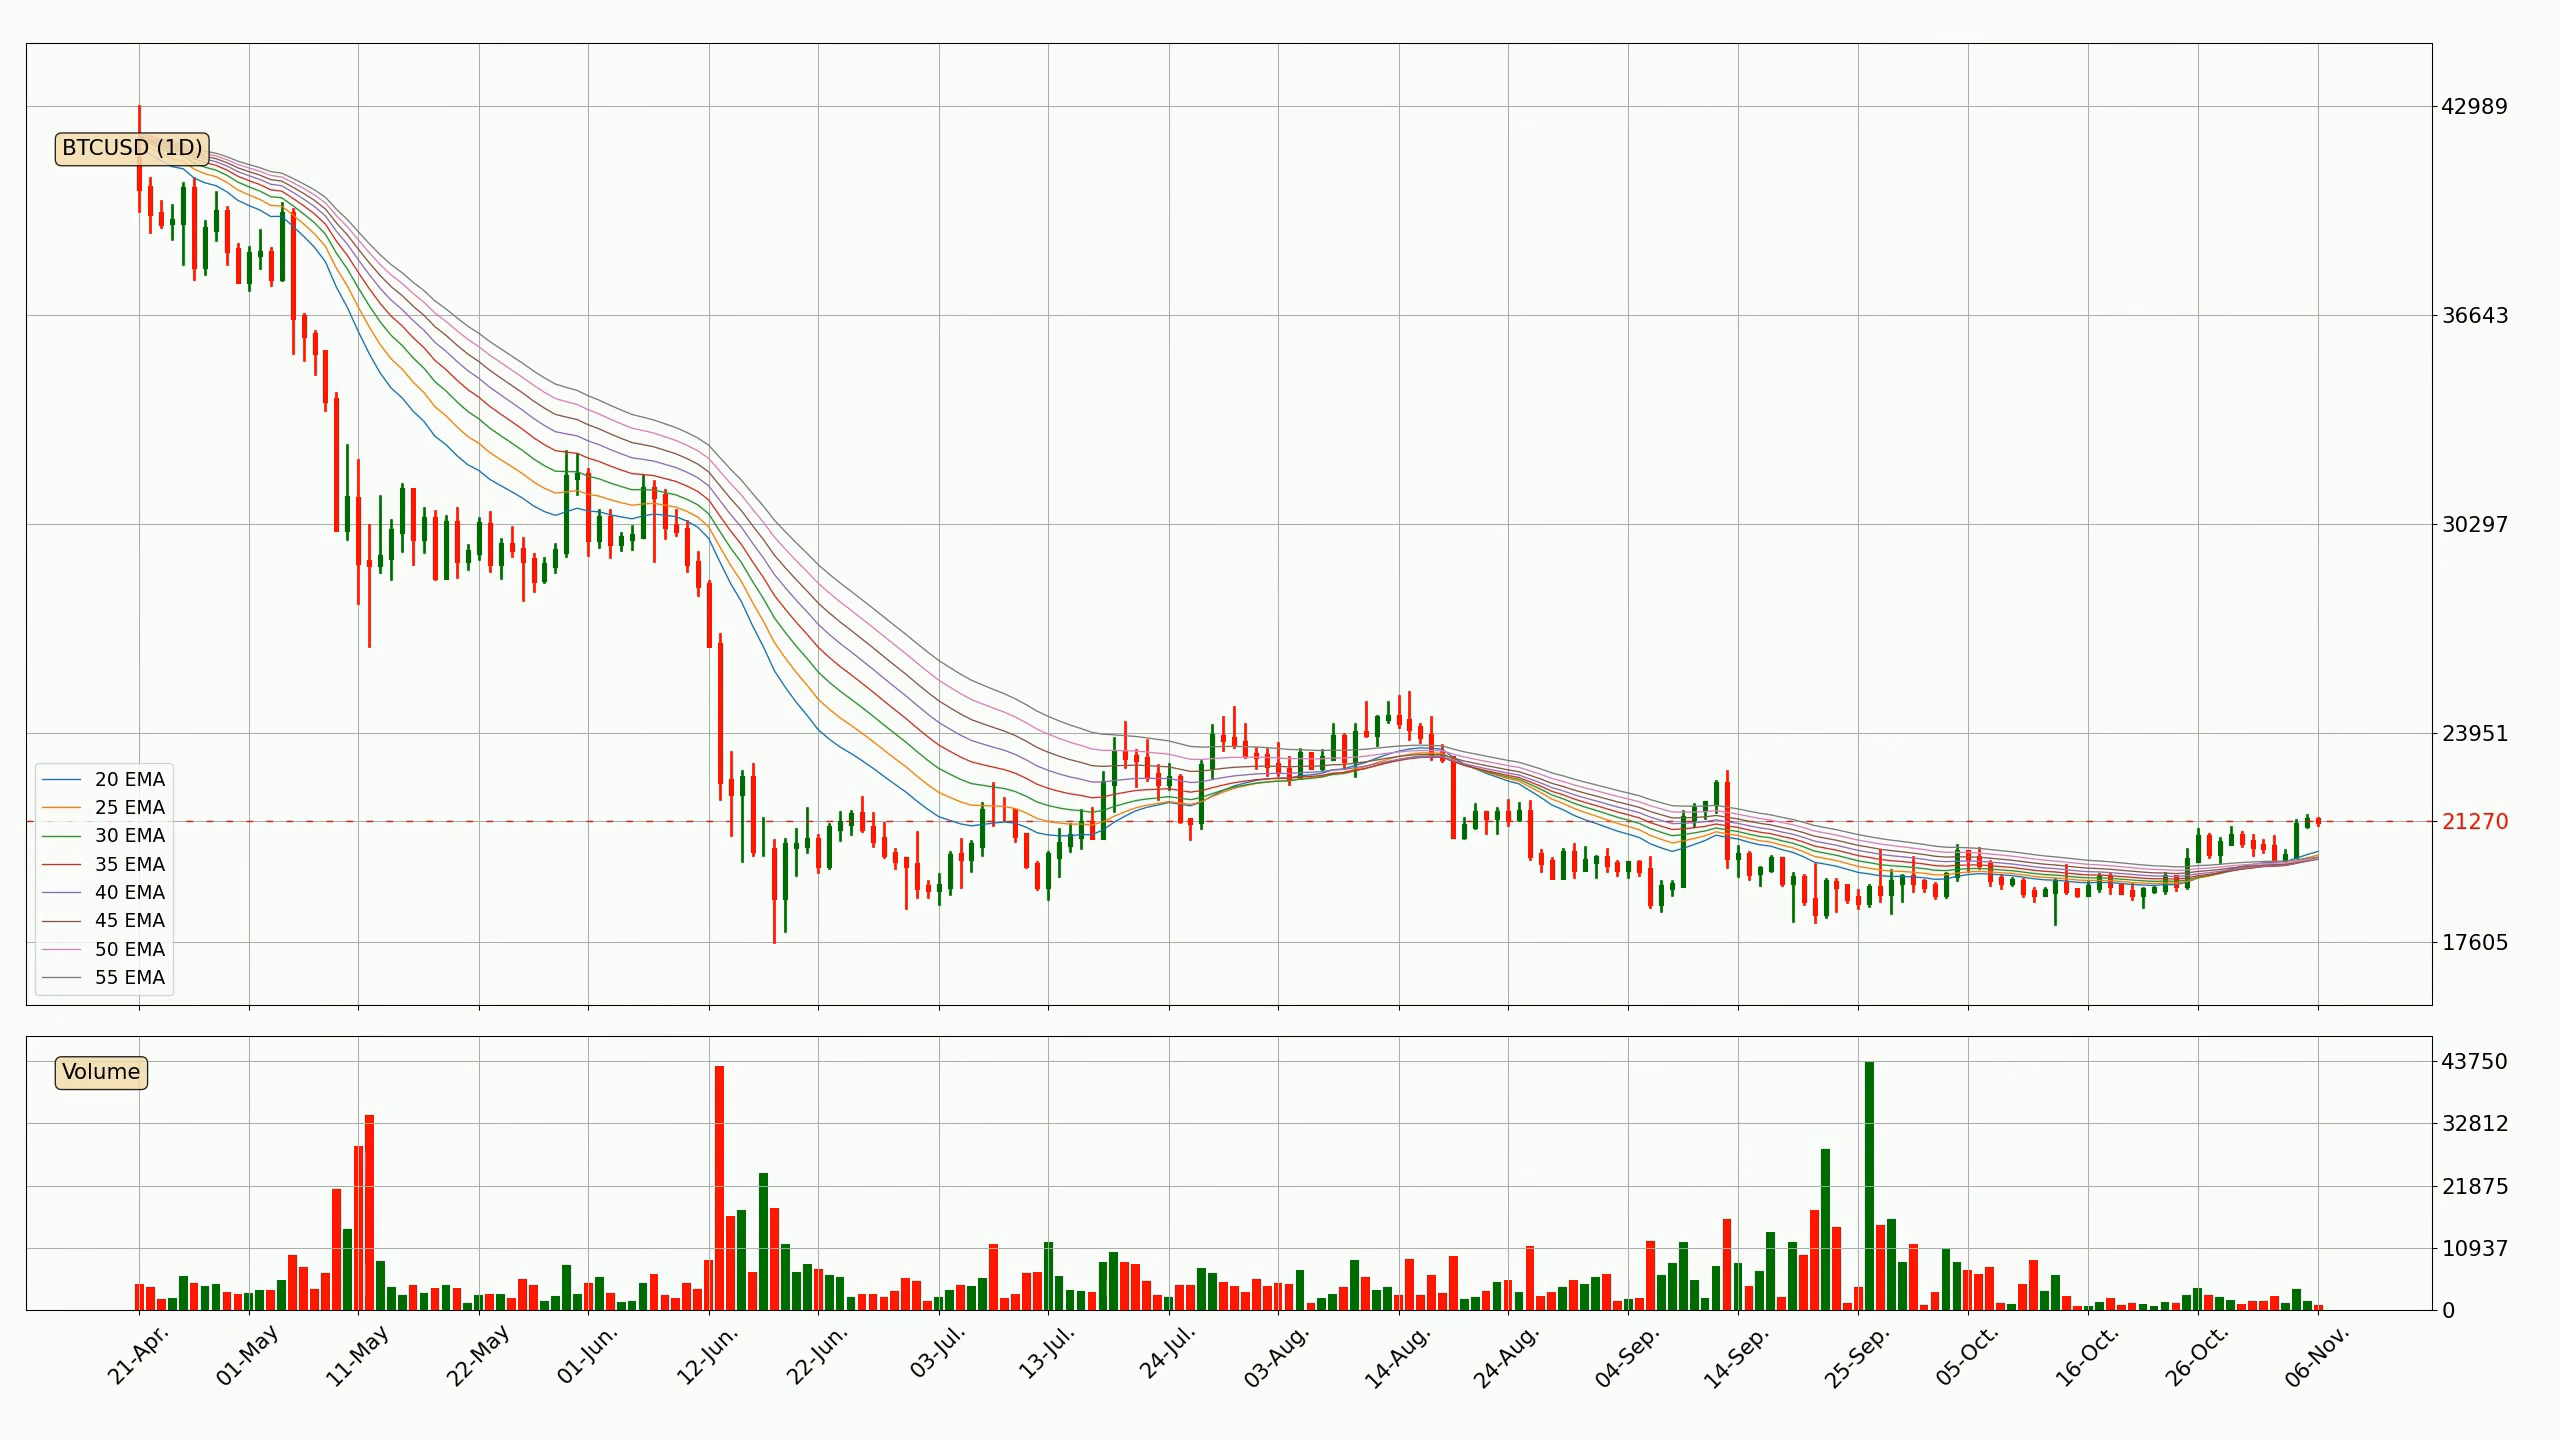 BTCUSD (1D)
42989
36643
30297
23951
21270
17605
20 EMA
25 EMA
30 EMA
35 EMA
40 EMA
45 EMA
50 EMA
55 EMA
Volume
43750
32812
21875
10937
0
21-Apr.
01-May
11-May
22-May
01-Jun.
12-Jun.
22-Jun.
03-Jul.
13-Jul.
24-Jul.
03-Aug.
14-Aug.
24-Aug.
04-Sep.
14-Sep.
25-Sep.
05-Oct.
16-Oct.
26-Oct.
06-Nov.